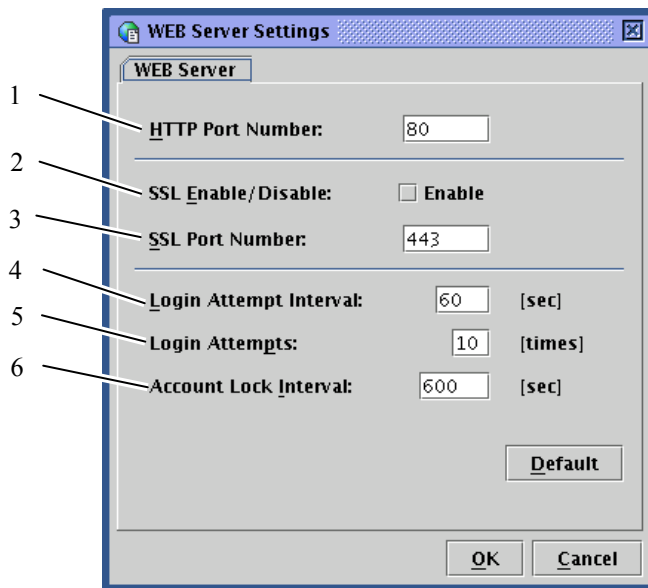 WEB Server Settings
WEB Server
1
HTTP Port Number: 80
2
SSL Enable/Disable: Enable
3
SSL Port Number: 443
4
Login Attempt Interval: 60 [sec]
5
Login Attempts: 10 [times]
6
Account Lock Interval: 600 [sec]
Default
OK Cancel